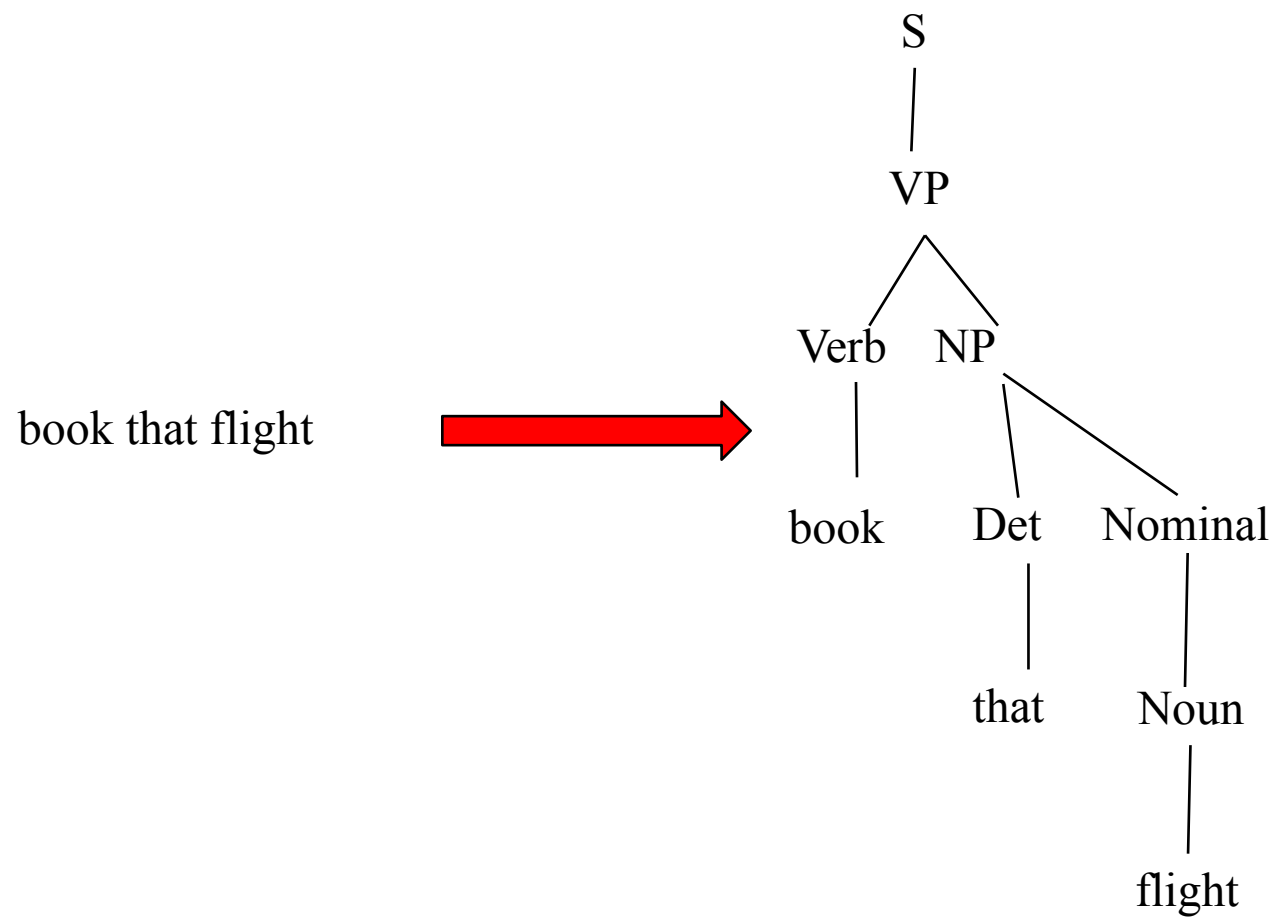 S
VP
Verb NP
book that flight
book Det Nominal
that Noun
flight